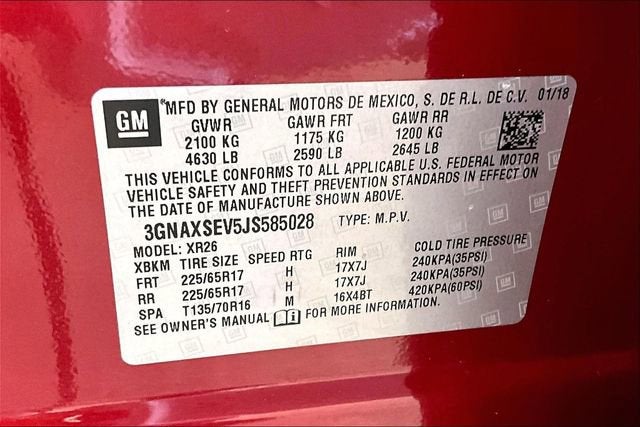 GM
"MFD BY GENERAL MOTORS DE MEXICO, S. DE R.L. DE C.V. 01/18
GVWR GAWR FRT GAWR RR
2100 KG 1175 KG 1200 KG
4630 LB 2590 LB 2645 LB
THIS VEHICLE CONFORMS TO ALL APPLICABLE U.S. FEDERAL MOTOR
VEHICLE SAFETY AND THEFT PREVENTION STANDARDS IN EFFECT ON
THE DATE OF MANUFACTURE SHOWN ABOVE.
3GNAXSEV5JS585028 TYPE: M.P.V.
MODEL: XR26
XBKM TIRE SIZE SPEED RTG RIM COLD TIRE PRESSURE
FRT 225/65R17 H 17X7J 240KPA(35PSI)
RR 225/65R17 H 17X7J 240KPA(35PSI)
SPA T135/70R16 M 16X4BT 420KPA(60PSI)
SEE OWNER'S MANUAL FOR MORE INFORMATION.